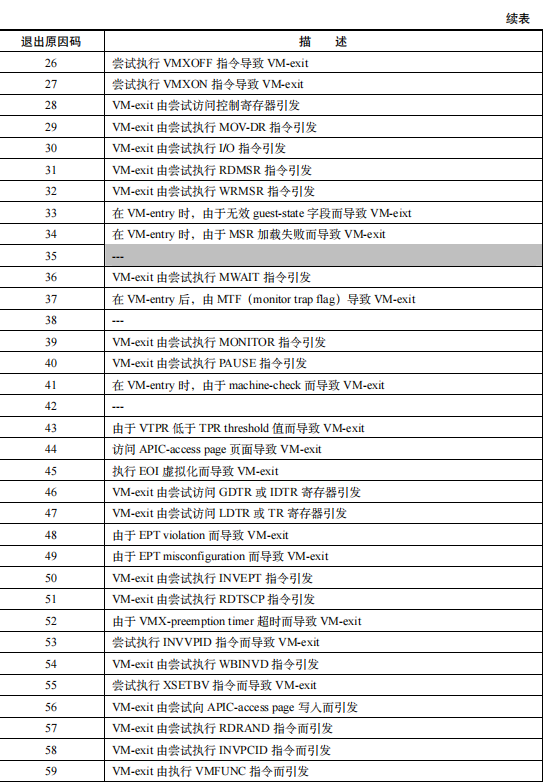 续表
退出原因码 描 述
26 尝试执行 VMXOFF 指令导致 VM-exit
27 尝试执行 VMXON 指令导致 VM-exit
28 VM-exit 由尝试访问控制寄存器引发
29 VM-exit 由尝试执行 MOV-DR 指令引发
30 VM-exit 由尝试执行 I/O 指令引发
31 VM-exit 由尝试执行 RDMSR 指令引发
32 VM-exit 由尝试执行 WRMSR 指令引发
33 在 VM-entry 时，由于无效 guest-state 字段而导致 VM-eixt
34 在 VM-entry 时，由于 MSR 加载失败而导致 VM-exit
35 ---
36 VM-exit 由尝试执行 MWAIT 指令引发
37 在 VM-entry 后，由 MTF（monitor trap flag）导致 VM-exit
38 ---
39 VM-exit 由尝试执行 MONITOR 指令引发
40 VM-exit 由尝试执行 PAUSE 指令引发
41 在 VM-entry 时，由于 machine-check 而导致 VM-exit
42 ---
43 由于 VTPR 低于 TPR threshold 值而导致 VM-exit
44 访问 APIC-access page 页面导致 VM-exit
45 执行 EOI 虚拟化而导致 VM-exit
46 VM-exit 由尝试访问 GDTR 或 IDTR 寄存器引发
47 VM-exit 由尝试访问 LDTR 或 TR 寄存器引发
48 由于 EPT violation 而导致 VM-exit
49 由于 EPT misconfiguration 而导致 VM-exit
50 VM-exit 由尝试执行 INVEPT 指令引发
51 VM-exit 由尝试执行 RDTSCP 指令引发
52 由于 VMX-preemption timer 超时而导致 VM-exit
53 尝试执行 INVVPID 指令而导致 VM-exit
54 VM-exit 由尝试执行 WBINVD 指令引发
55 尝试执行 XSETBV 指令而导致 VM-exit
56 VM-exit 由尝试向 APIC-access page 写入而引发
57 VM-exit 由尝试执行 RDRAND 指令而引发
58 VM-exit 由尝试执行 INVPCID 指令而引发
59 VM-exit 由执行 VMFUNC 指令而引发